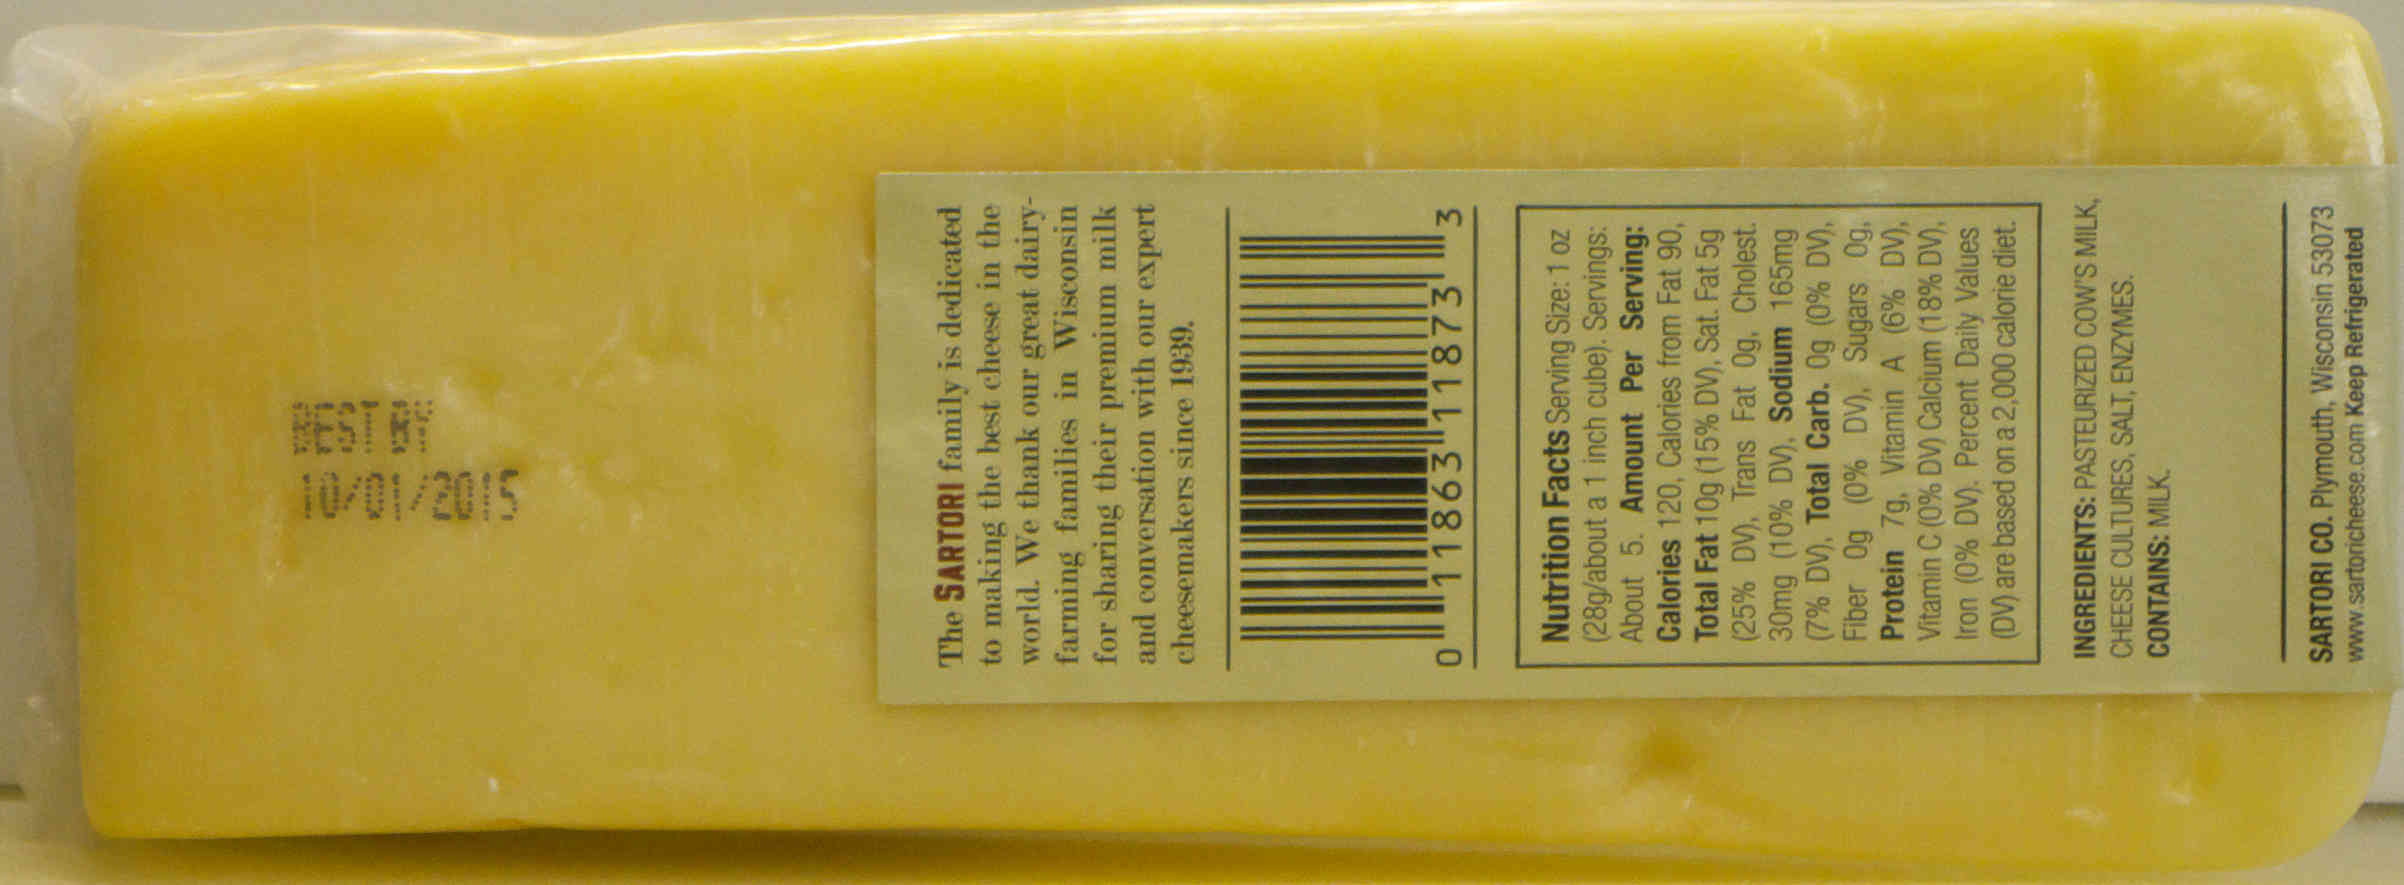 The SARTORI family is dedicated
to making the best cheese in the
world. We thank our great dairy-
farming families in Wisconsin
for sharing their premium milk
and conversation with our expert
cheesemakers since 1939.
0 11863 11873 3
Nutrition Facts Serving Size: 1 oz
(28g/about a 1 inch cube). Servings:
About 5. Amount Per Serving:
Calories 120, Calories from Fat 90,
Total Fat 10g (15% DV), Sat. Fat 5g
(25% DV), Trans Fat 0g, Cholest.
30mg (10% DV), Sodium 165mg
(7% DV), Total Carb. 0g (0% DV),
Fiber 0g (0% DV), Sugars 0g,
Protein 7g, Vitamin A (6% DV),
Vitamin C (0% DV) Calcium (18% DV),
Iron (0% DV). Percent Daily Values
(DV) are based on a 2,000 calorie diet.
INGREDIENTS: PASTEURIZED COW'S MILK,
CHEESE CULTURES, SALT, ENZYMES.
CONTAINS: MILK.
SARTORI CO. Plymouth, Wisconsin 53073
www.sartoricheese.com Keep Refrigerated